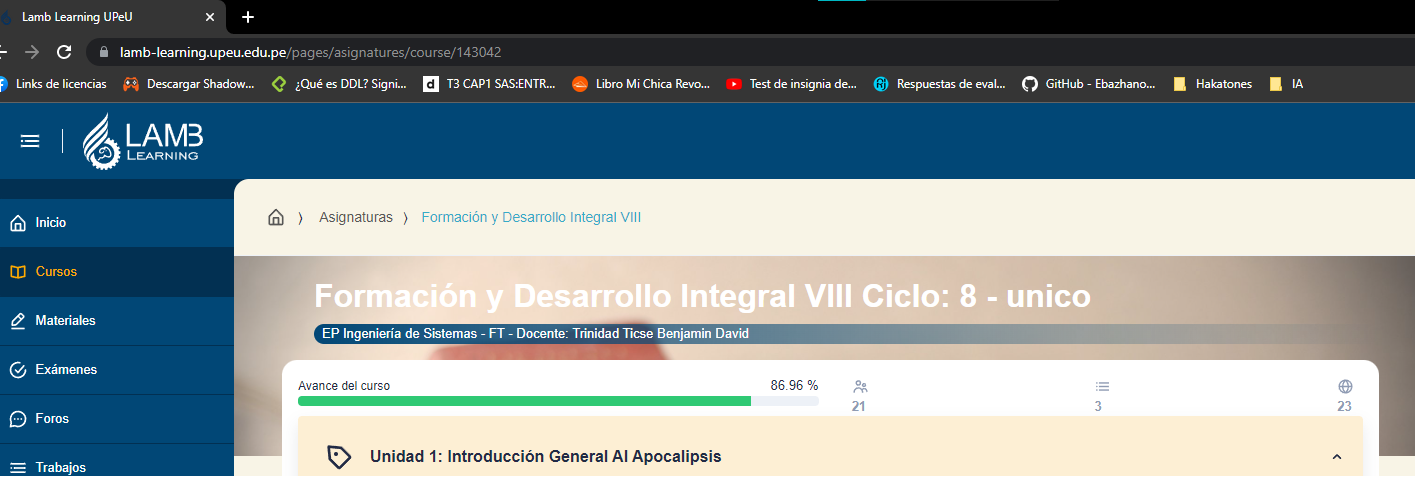 Lamb Learning UPeU
lamb-learning.upeu.edu.pe/pages/asignatures/course/143042
Links de licencias Descargar Shadow... ¿Qué es DDL? Signi... T3 CAP1 SAS:ENTR... Libro Mi Chica Revo... Test de insignia de... Respuestas de eval... GitHub - Ebazhano... Hakatones IA
LAMB
LEARNING
Inicio
Cursos
Materiales
Exámenes
Foros
Trabajos
Asignaturas Formación y Desarrollo Integral VIII
Formación y Desarrollo Integral VIII Ciclo: 8 - unico
EP Ingeniería de Sistemas - FT - Docente: Trinidad Ticse Benjamin David
Avance del curso 86.96 %
21 3 23
Unidad 1: Introducción General Al Apocalipsis